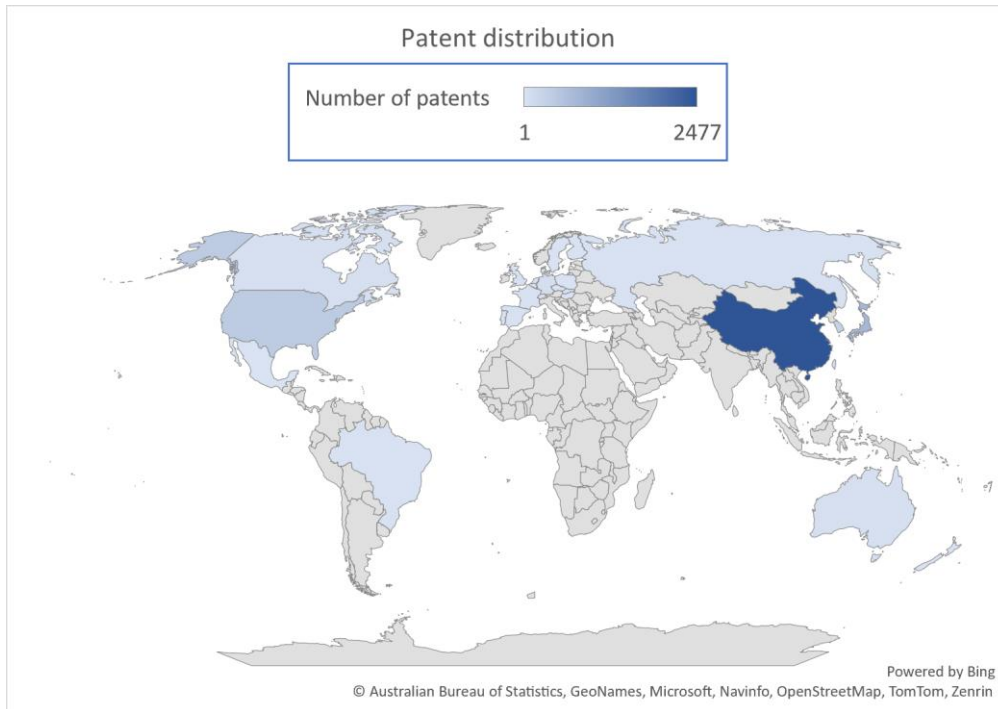 Patent distribution
Number of patents
1 2477
Powered by Bing
© Australian Bureau of Statistics, GeoNames, Microsoft, Navinfo, OpenStreetMap, TomTom, Zenrin